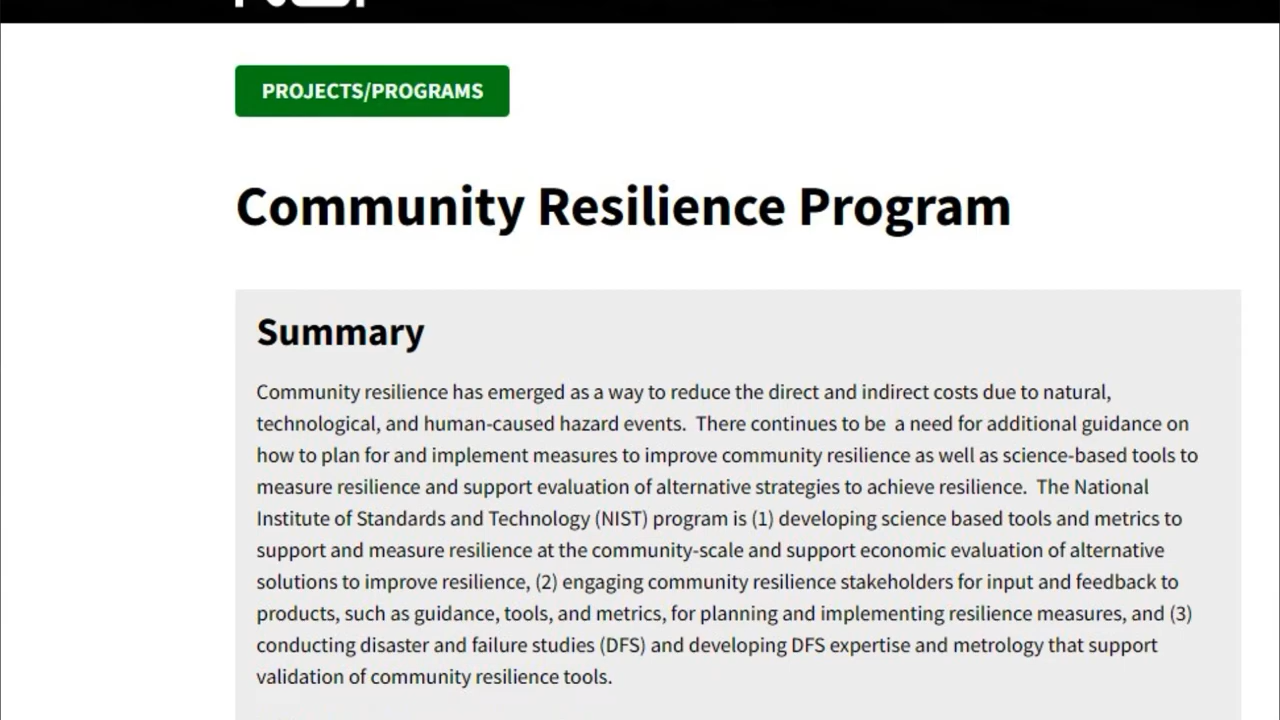 PROJECTS/PROGRAMS
Community Resilience Program
Summary
Community resilience has emerged as a way to reduce the direct and indirect costs due to natural,
technological, and human-caused hazard events.  There continues to be  a need for additional guidance on
how to plan for and implement measures to improve community resilience as well as science-based tools to
measure resilience and support evaluation of alternative strategies to achieve resilience.  The National
Institute of Standards and Technology (NIST) program is (1) developing science based tools and metrics to
support and measure resilience at the community-scale and support economic evaluation of alternative
solutions to improve resilience, (2) engaging community resilience stakeholders for input and feedback to
products, such as guidance, tools, and metrics, for planning and implementing resilience measures, and (3)
conducting disaster and failure studies (DFS) and developing DFS expertise and metrology that support
validation of community resilience tools.